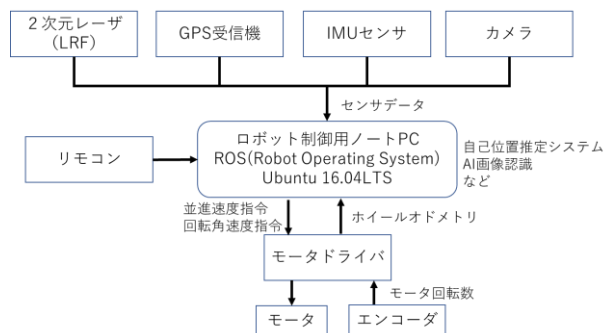 ２次元レーザ
(LRF)
GPS受信機
IMUセンサ
カメラ
センサデータ
リモコン
ロボット制御用ノートPC
ROS(Robot Operating System)
Ubuntu 16.04LTS
自己位置推定システム
AI画像認識
など
並進速度指令
回転角速度指令
ホイールオドメトリ
モータドライバ
モータ回転数
モータ
エンコーダ